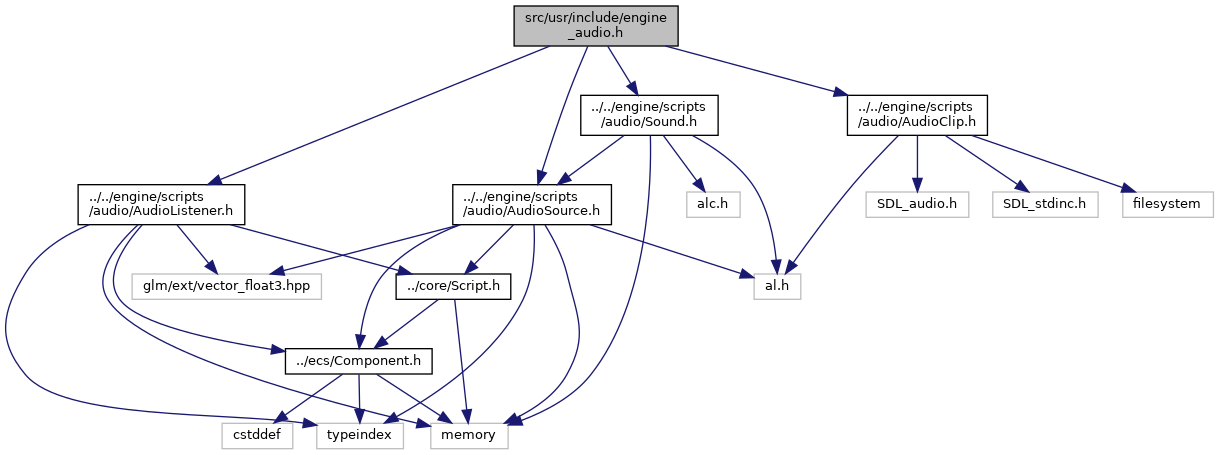 src/usr/include/engine
_audio.h
../../engine/scripts
/audio/Sound.h
../../engine/scripts
/audio/AudioClip.h
../../engine/scripts
/audio/AudioListener.h
../../engine/scripts
/audio/AudioSource.h
alc.h
SDL_audio.h
SDL_stdinc.h
filesystem
glm/ext/vector_float3.hpp
../core/Script.h
al.h
../ecs/Component.h
cstddef
typeindex
memory